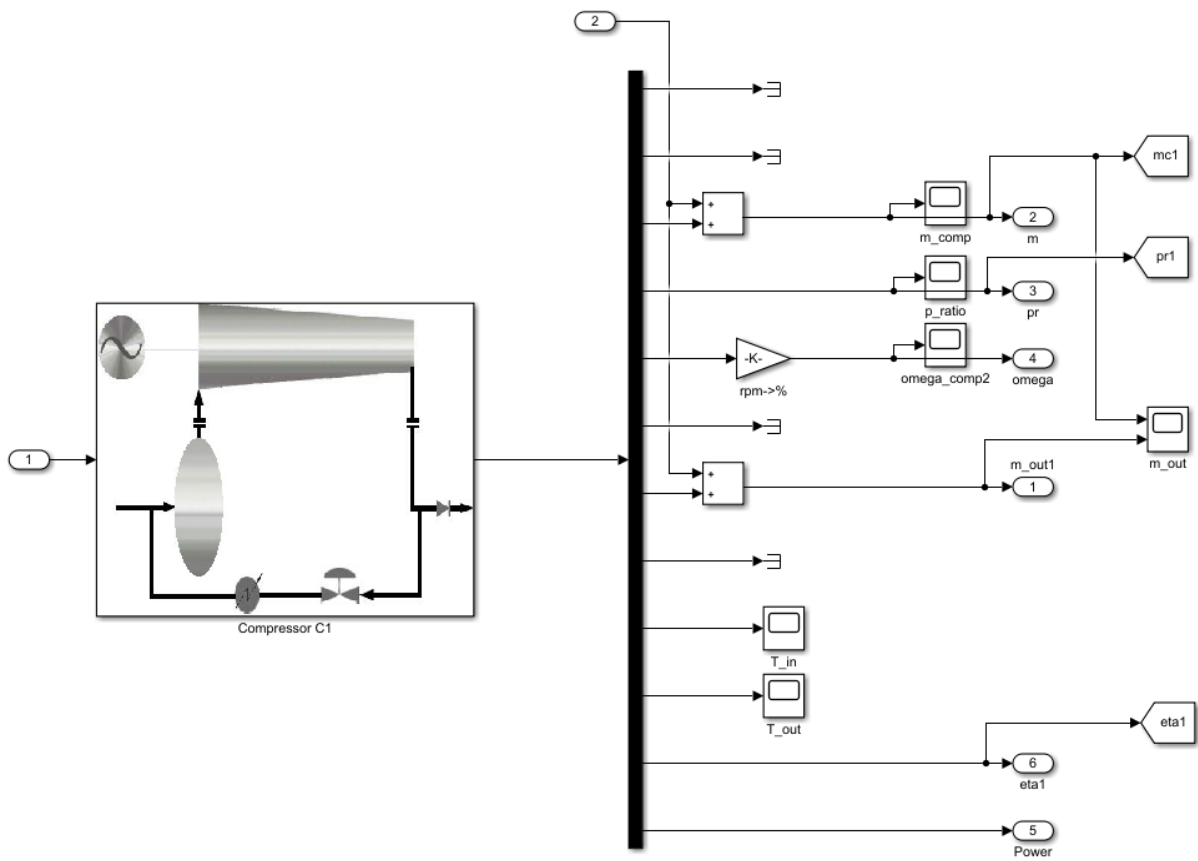 2
mc1
+
+
m_comp
2
m
pr1
p_ratio
3
pr
-K-
rpm->%
omega_comp2
4
omega
1
Compressor C1
+
+
m_out1
1
m_out
T_in
T_out
eta1
6
eta1
5
Power